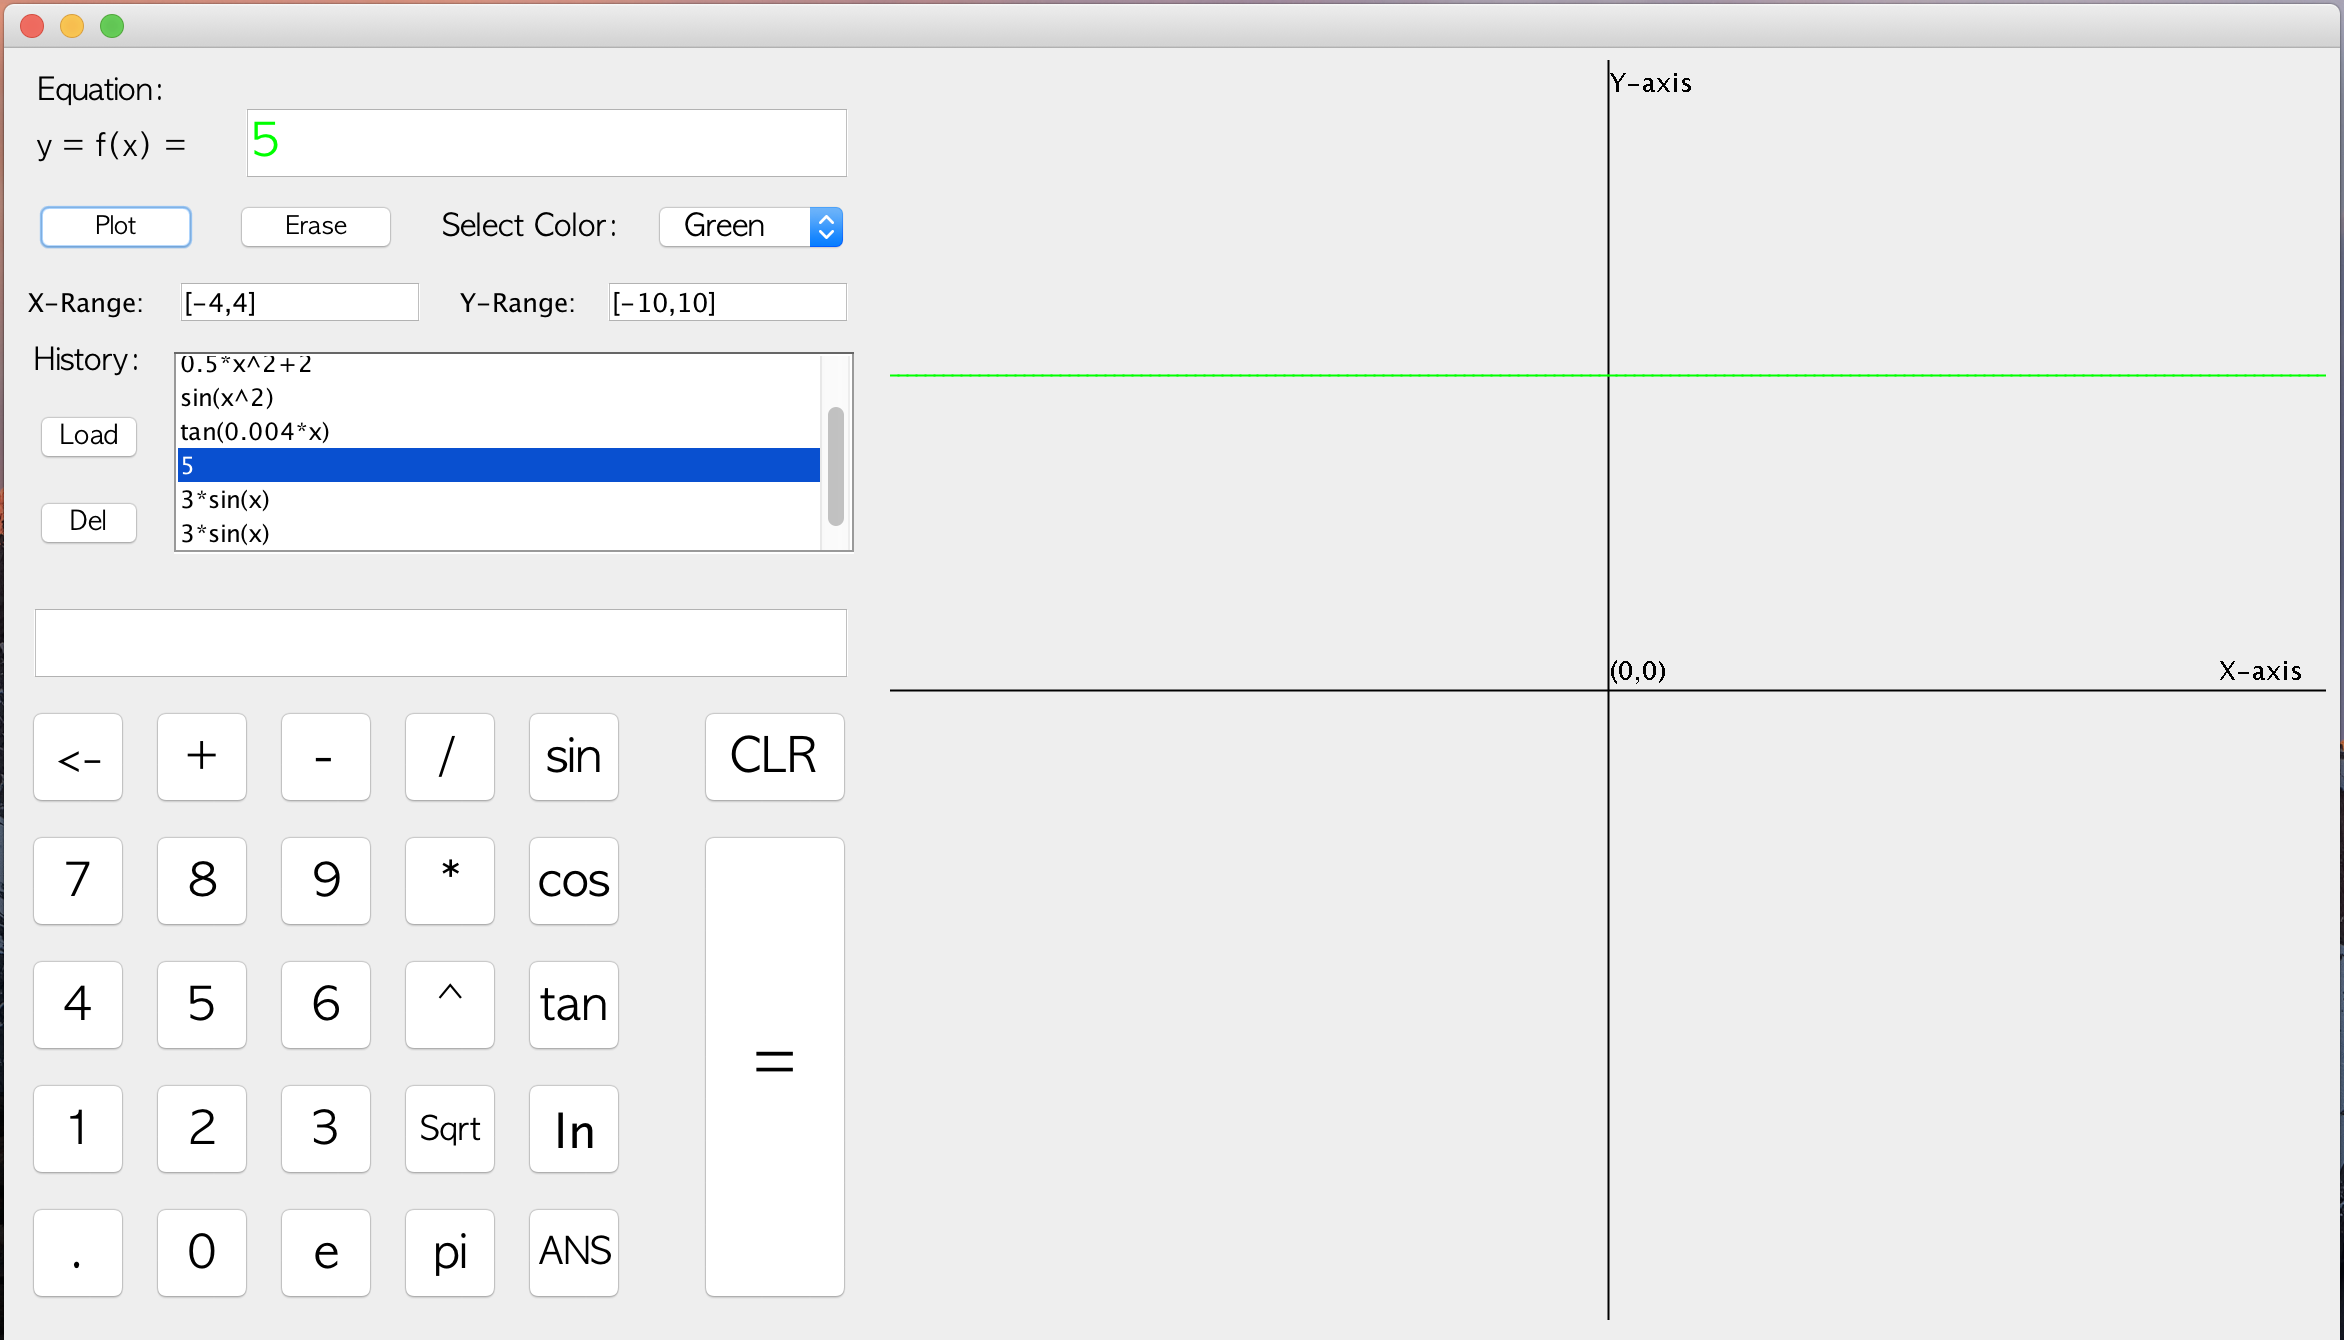 Equation:
y = f(x) = 5
Plot Erase Select Color: Green
X-Range: [-4,4] Y-Range: [-10,10]
History:
0.5*x^2+2
sin(x^2)
tan(0.004*x)
5
3*sin(x)
3*sin(x)
Load
Del
<- + - / sin CLR
7 8 9 * cos
4 5 6 ^ tan
=
1 2 3 Sqrt ln
. 0 e pi ANS
Y-axis
(0,0) X-axis